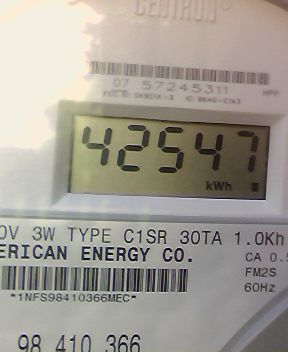 CENTRON®
07 57245311 MPP
42547
kWh
0V 3W TYPE C1SR 30TA 1.0Kh
ERICAN ENERGY CO. CA 0.5
FM2S
*1NFS98410366MEC* 60Hz
98 410 366